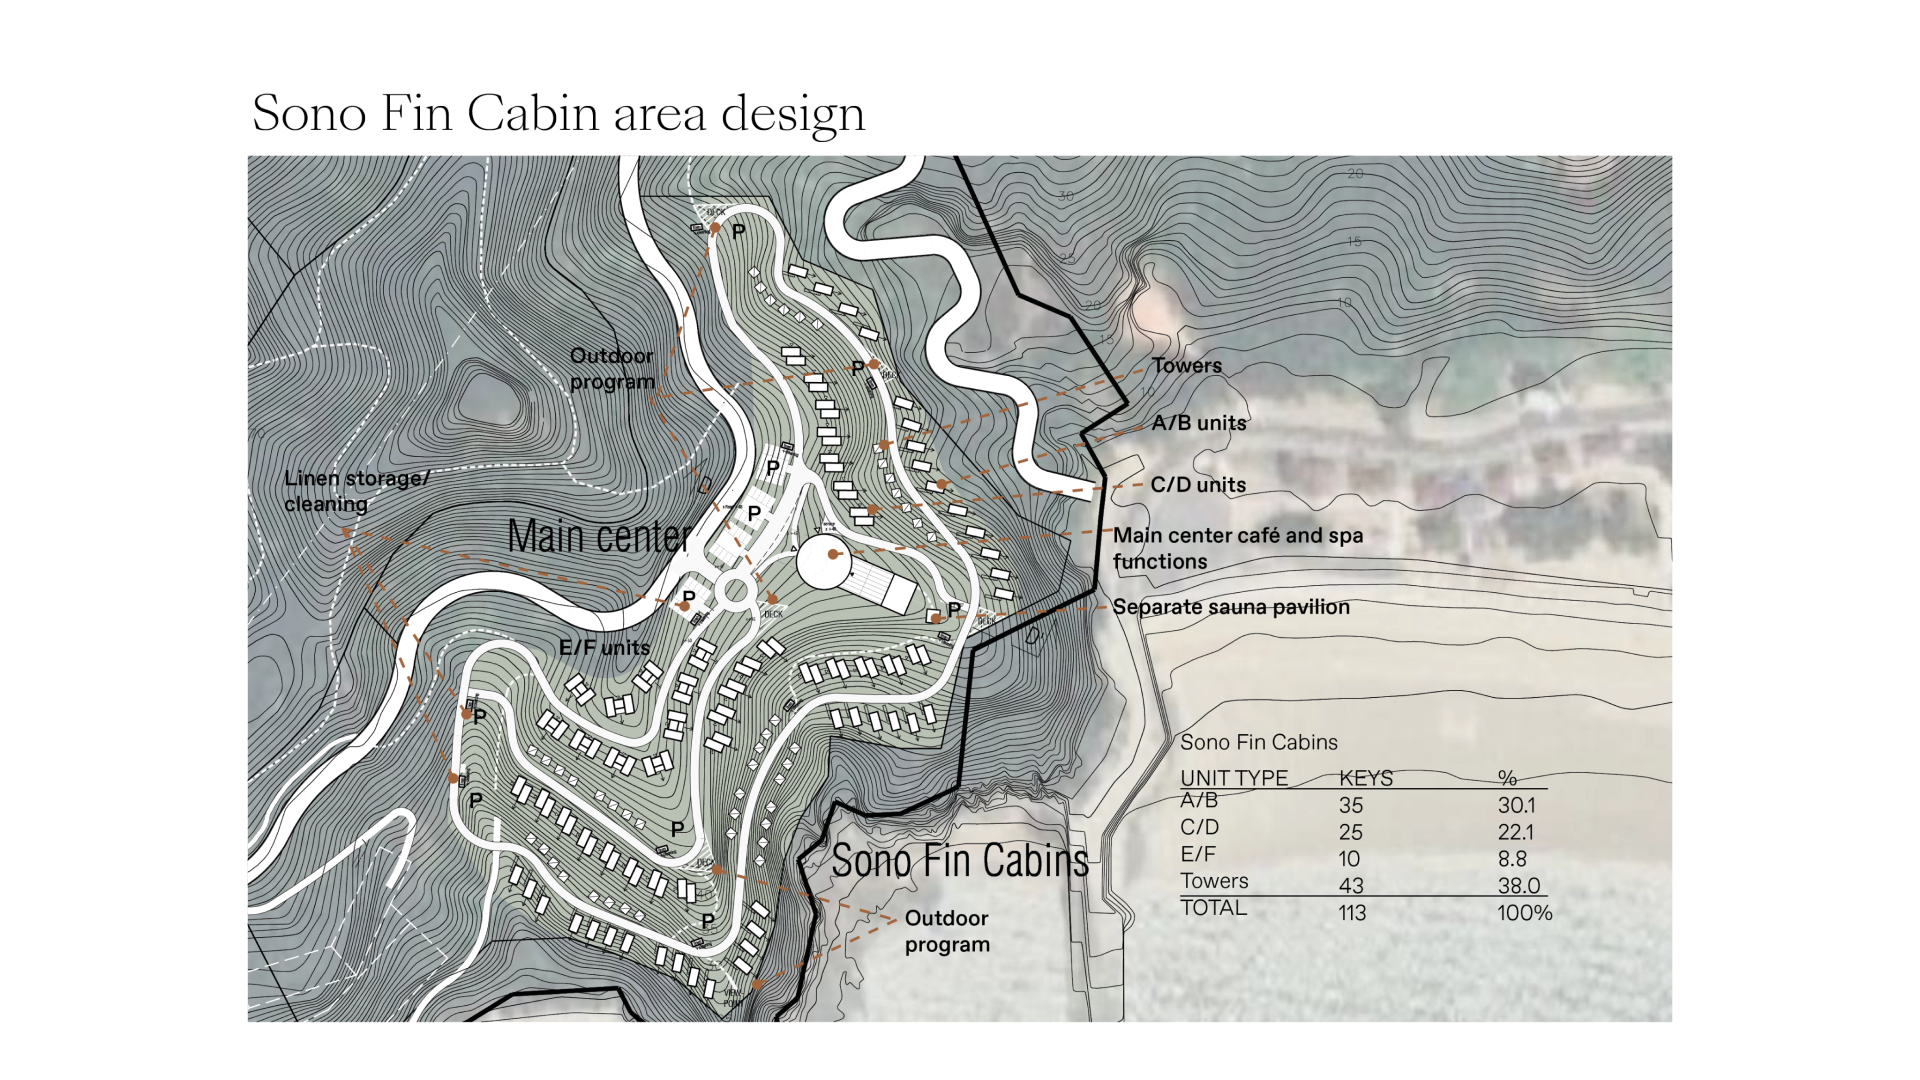 Sono Fin Cabin area design
DECK
P
30
20
25
15
10
20
15
10
Outdoor
program
P
DECK
Towers
A/B units
Linen storage/
cleaning
P
C/D units
P
Main center
Main center café and spa
functions
P
DECK
P
DECK
Separate sauna pavilion
E/F units
P
P
P
DECK
P
Sono Fin Cabins
Outdoor
program
VIEW
POINT
Sono Fin Cabins
UNIT TYPE KEYS %
A/B 35 30.1
C/D 25 22.1
E/F 10 8.8
Towers 43 38.0
TOTAL 113 100%